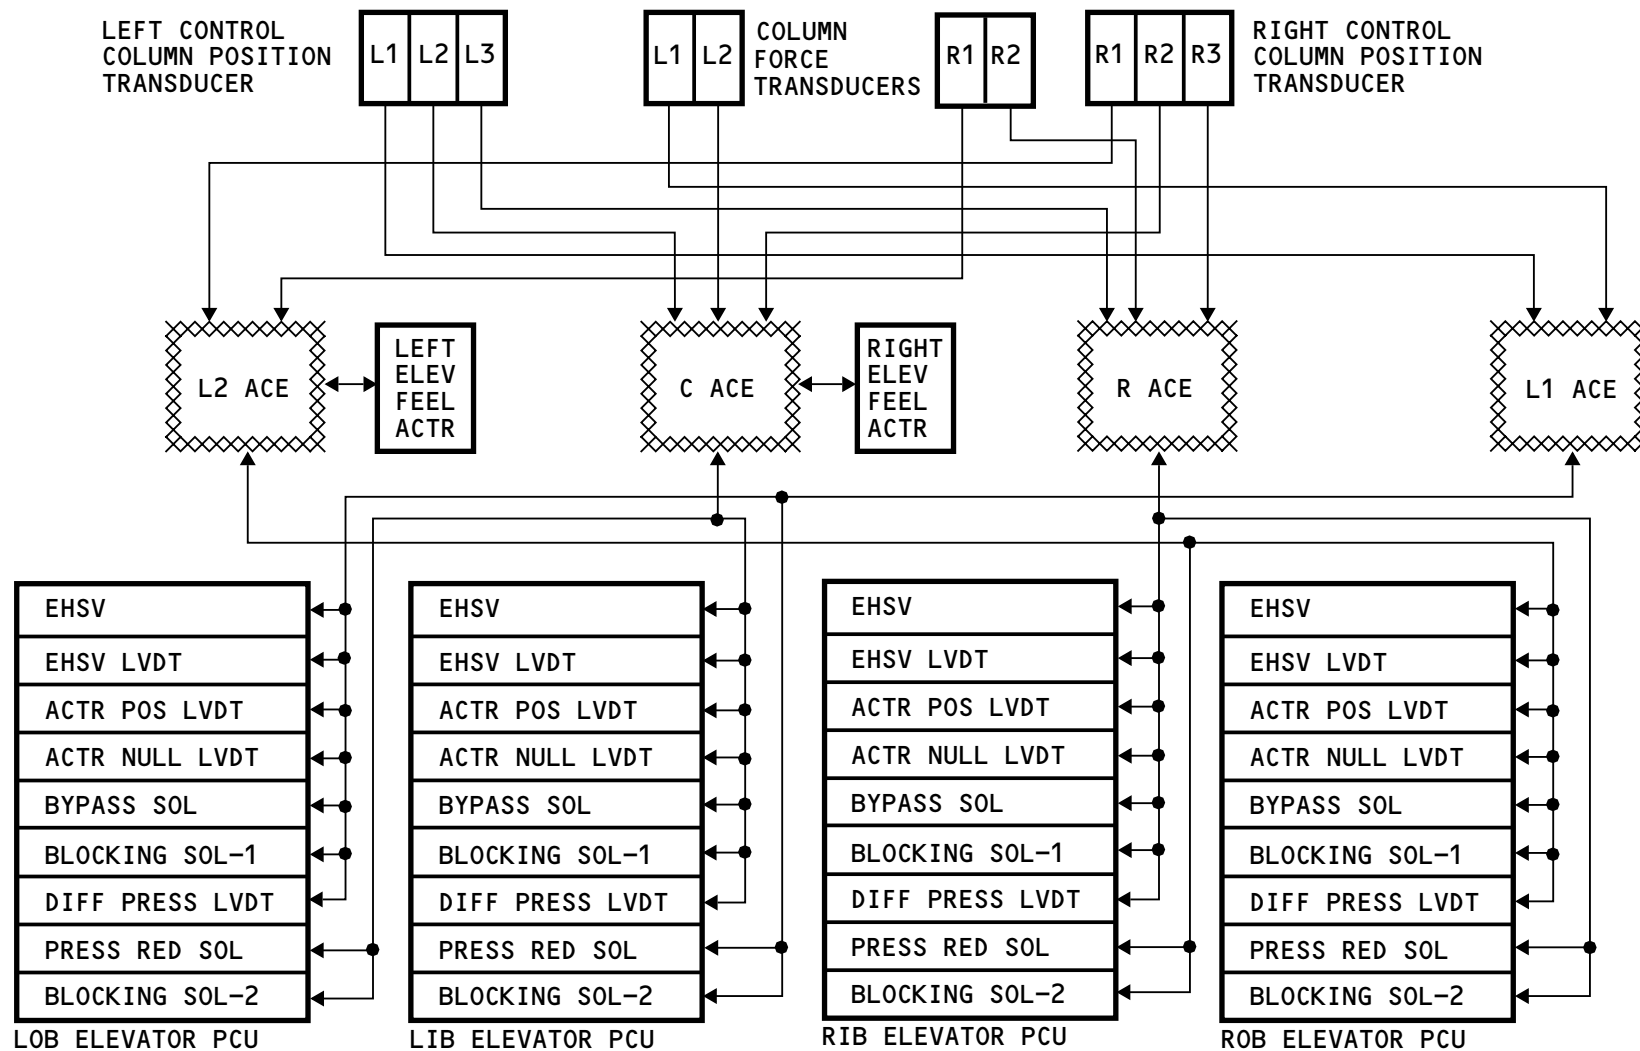 LEFT CONTROL
COLUMN POSITION
TRANSDUCER
L1 L2 L3
L1 L2
COLUMN
FORCE
TRANSDUCERS
R1 R2
R1 R2 R3
RIGHT CONTROL
COLUMN POSITION
TRANSDUCER
L2 ACE
LEFT
ELEV
FEEL
ACTR
C ACE
RIGHT
ELEV
FEEL
ACTR
R ACE
L1 ACE
EHSV
EHSV LVDT
ACTR POS LVDT
ACTR NULL LVDT
BYPASS SOL
BLOCKING SOL-1
DIFF PRESS LVDT
PRESS RED SOL
BLOCKING SOL-2
LOB ELEVATOR PCU
EHSV
EHSV LVDT
ACTR POS LVDT
ACTR NULL LVDT
BYPASS SOL
BLOCKING SOL-1
DIFF PRESS LVDT
PRESS RED SOL
BLOCKING SOL-2
LIB ELEVATOR PCU
EHSV
EHSV LVDT
ACTR POS LVDT
ACTR NULL LVDT
BYPASS SOL
BLOCKING SOL-1
DIFF PRESS LVDT
PRESS RED SOL
BLOCKING SOL-2
RIB ELEVATOR PCU
EHSV
EHSV LVDT
ACTR POS LVDT
ACTR NULL LVDT
BYPASS SOL
BLOCKING SOL-1
DIFF PRESS LVDT
PRESS RED SOL
BLOCKING SOL-2
ROB ELEVATOR PCU